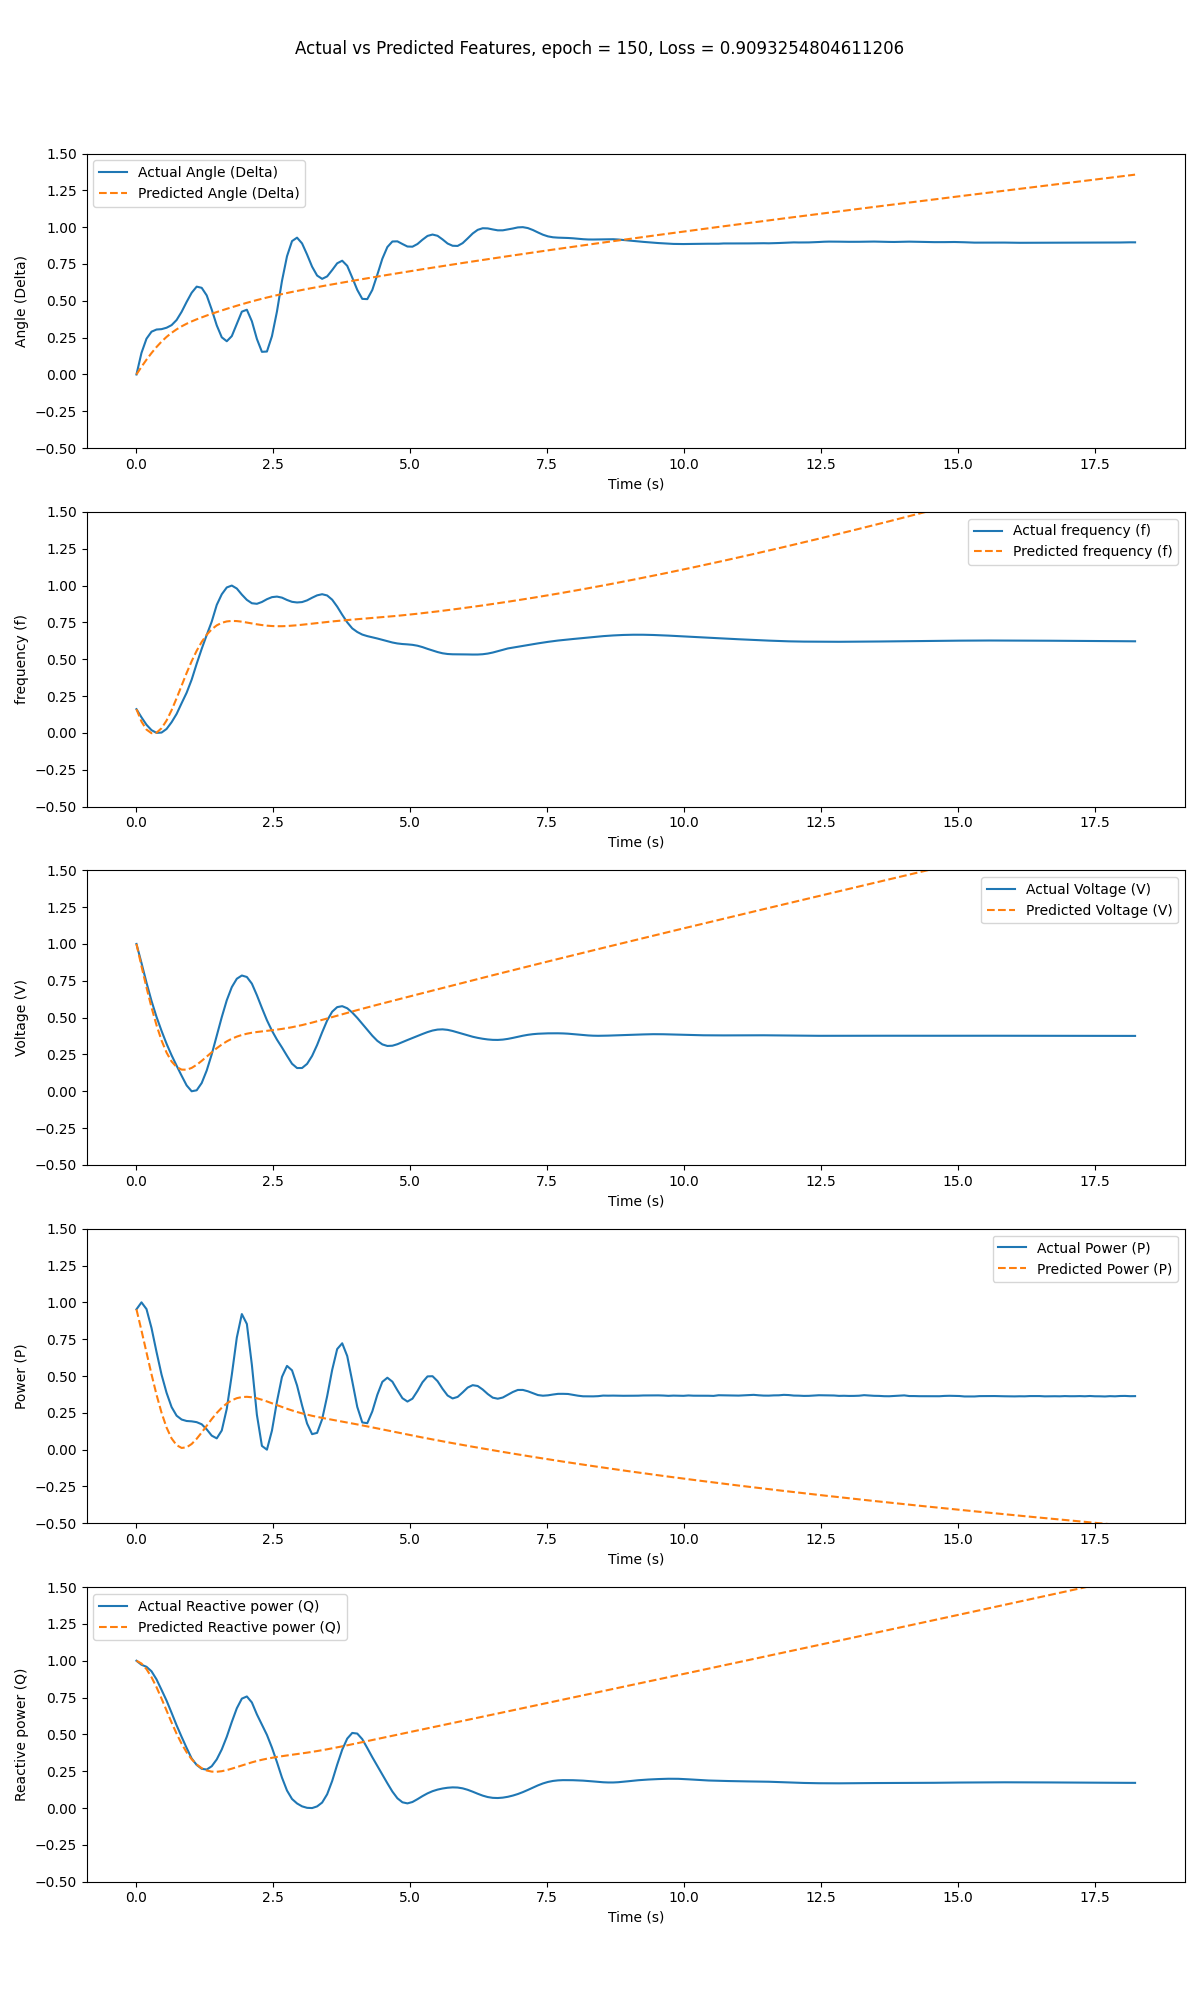 Actual vs Predicted Features, epoch = 150, Loss = 0.9093254804611206
Actual Angle (Delta)
Predicted Angle (Delta)
Angle (Delta)
1.50
1.25
1.00
0.75
0.50
0.25
0.00
−0.25
−0.50
0.0 2.5 5.0 7.5 10.0 12.5 15.0 17.5
Time (s)
Actual frequency (f)
Predicted frequency (f)
frequency (f)
1.50
1.25
1.00
0.75
0.50
0.25
0.00
−0.25
−0.50
0.0 2.5 5.0 7.5 10.0 12.5 15.0 17.5
Time (s)
Actual Voltage (V)
Predicted Voltage (V)
Voltage (V)
1.50
1.25
1.00
0.75
0.50
0.25
0.00
−0.25
−0.50
0.0 2.5 5.0 7.5 10.0 12.5 15.0 17.5
Time (s)
Actual Power (P)
Predicted Power (P)
Power (P)
1.50
1.25
1.00
0.75
0.50
0.25
0.00
−0.25
−0.50
0.0 2.5 5.0 7.5 10.0 12.5 15.0 17.5
Time (s)
Actual Reactive power (Q)
Predicted Reactive power (Q)
Reactive power (Q)
1.50
1.25
1.00
0.75
0.50
0.25
0.00
−0.25
−0.50
0.0 2.5 5.0 7.5 10.0 12.5 15.0 17.5
Time (s)